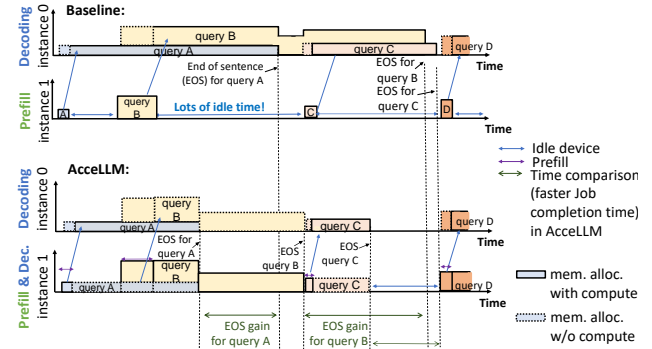 Baseline:
Decoding
instance 0
query B
query A
query C
query D
Time
End of sentence
(EOS) for query A
EOS for
query B
EOS for
query C
Prefill
instance 1
A
query
B
Lots of idle time!
C
D
Time
Idle device
Prefill
Time comparison
(faster Job
completion time)
in AcceLLM
AcceLLM:
Decoding
instance 0
query
B
query A
query C
query D
Time
EOS for
query A
EOS
query B
EOS
query C
Prefill & Dec.
instance 1
query A
query
B
query C
Time
mem. alloc.
with compute
mem. alloc.
w/o compute
EOS gain
for query A
EOS gain
for query B